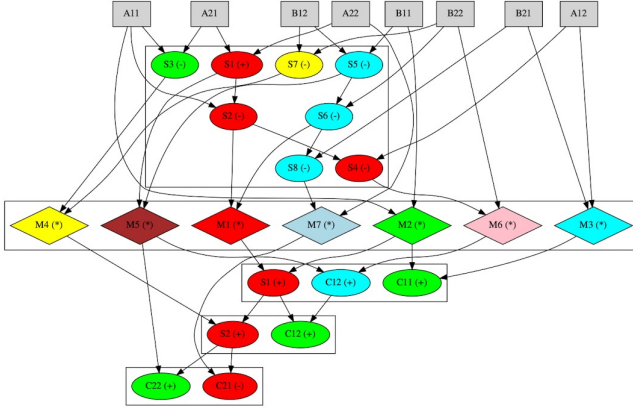 A11 A21 B12 A22 B11 B22 B21 A12
S3 (-) S1 (+) S7 (-) S5 (-)
S2 (-) S6 (-)
S8 (-) S4 (-)
M4 (*) M5 (*) M1 (*) M7 (*) M2 (*) M6 (*) M3 (*)
S1 (+) C12 (+) C11 (+)
S2 (+) C12 (+)
C22 (+) C21 (-)